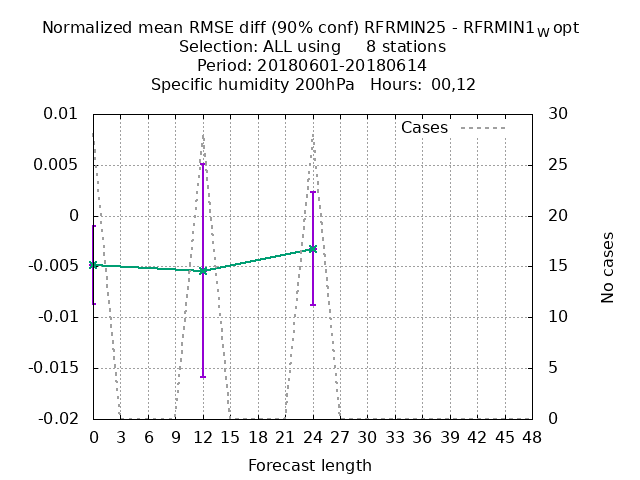 Normalized mean RMSE diff (90% conf) RFRMIN25 - RFRMIN1W opt
Selection: ALL using 8 stations
Period: 20180601-20180614
Specific humidity 200hPa Hours: 00,12
Cases
0.01
0.005
0
-0.005
-0.01
-0.015
-0.02
30
25
20
15
10
5
0
No cases
0 3 6 9 12 15 18 21 24 27 30 33 36 39 42 45 48
Forecast length